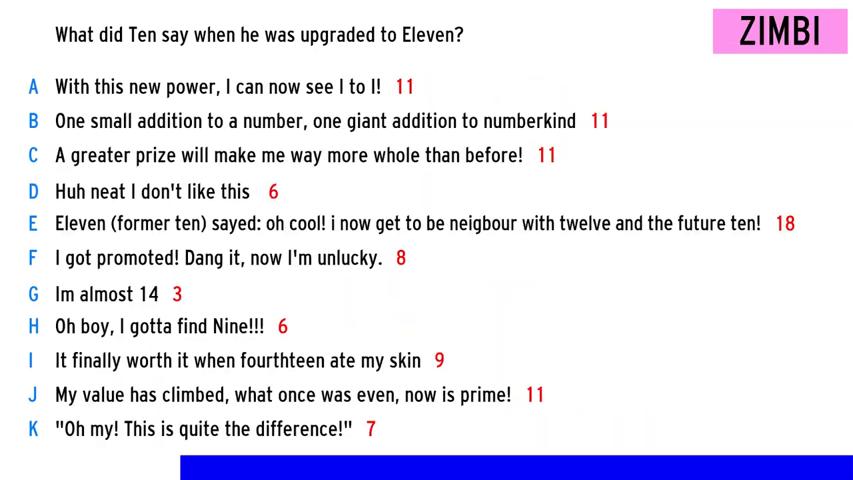 What did Ten say when he was upgraded to Eleven?
ZIMBI
A With this new power, I can now see I to I! 11
B One small addition to a number, one giant addition to numberkind 11
C A greater prize will make me way more whole than before! 11
D Huh neat I don't like this 6
E Eleven (former ten) sayed: oh cool! i now get to be neigbour with twelve and the future ten! 18
F I got promoted! Dang it, now I'm unlucky. 8
G Im almost 14 3
H Oh boy, I gotta find Nine!!! 6
I It finally worth it when fourthteen ate my skin 9
J My value has climbed, what once was even, now is prime! 11
K "Oh my! This is quite the difference!" 7